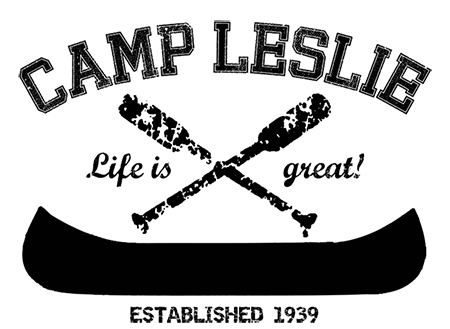 CAMP LESLIE
Life is great!
ESTABLISHED 1939